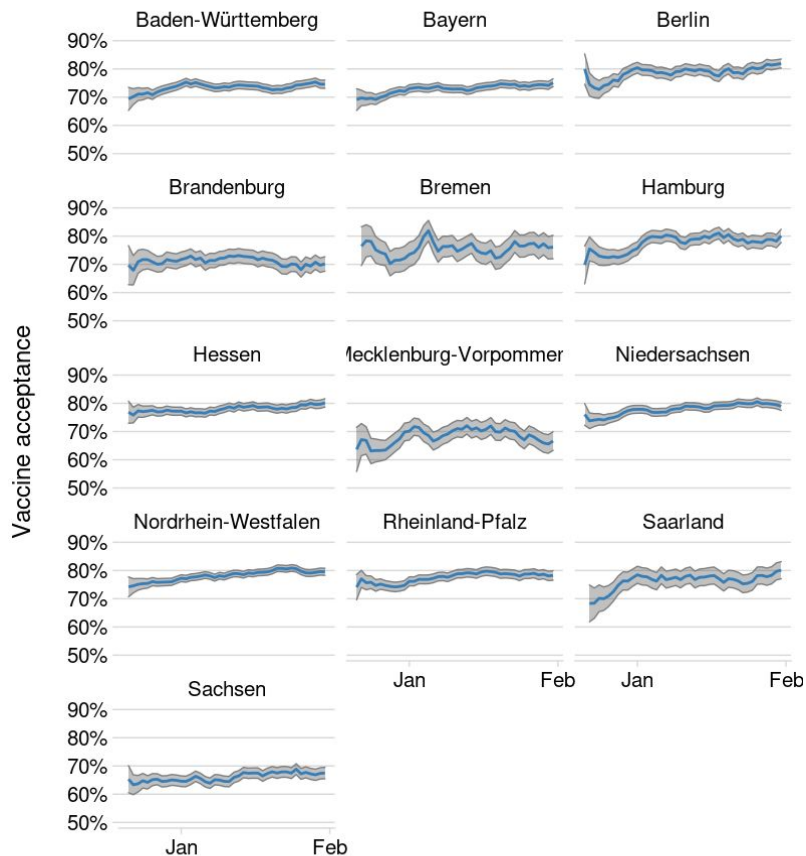 Baden-Württemberg
Bayern
Berlin
90%
80%
70%
60%
50%
Brandenburg
Bremen
Hamburg
90%
80%
70%
60%
50%
Vaccine acceptance
Hessen
Mecklenburg-Vorpommer
Niedersachsen
90%
80%
70%
60%
50%
Nordrhein-Westfalen
Rheinland-Pfalz
Saarland
90%
80%
70%
60%
50%
Jan
Feb
Jan
Feb
Sachsen
90%
80%
70%
60%
50%
Jan
Feb